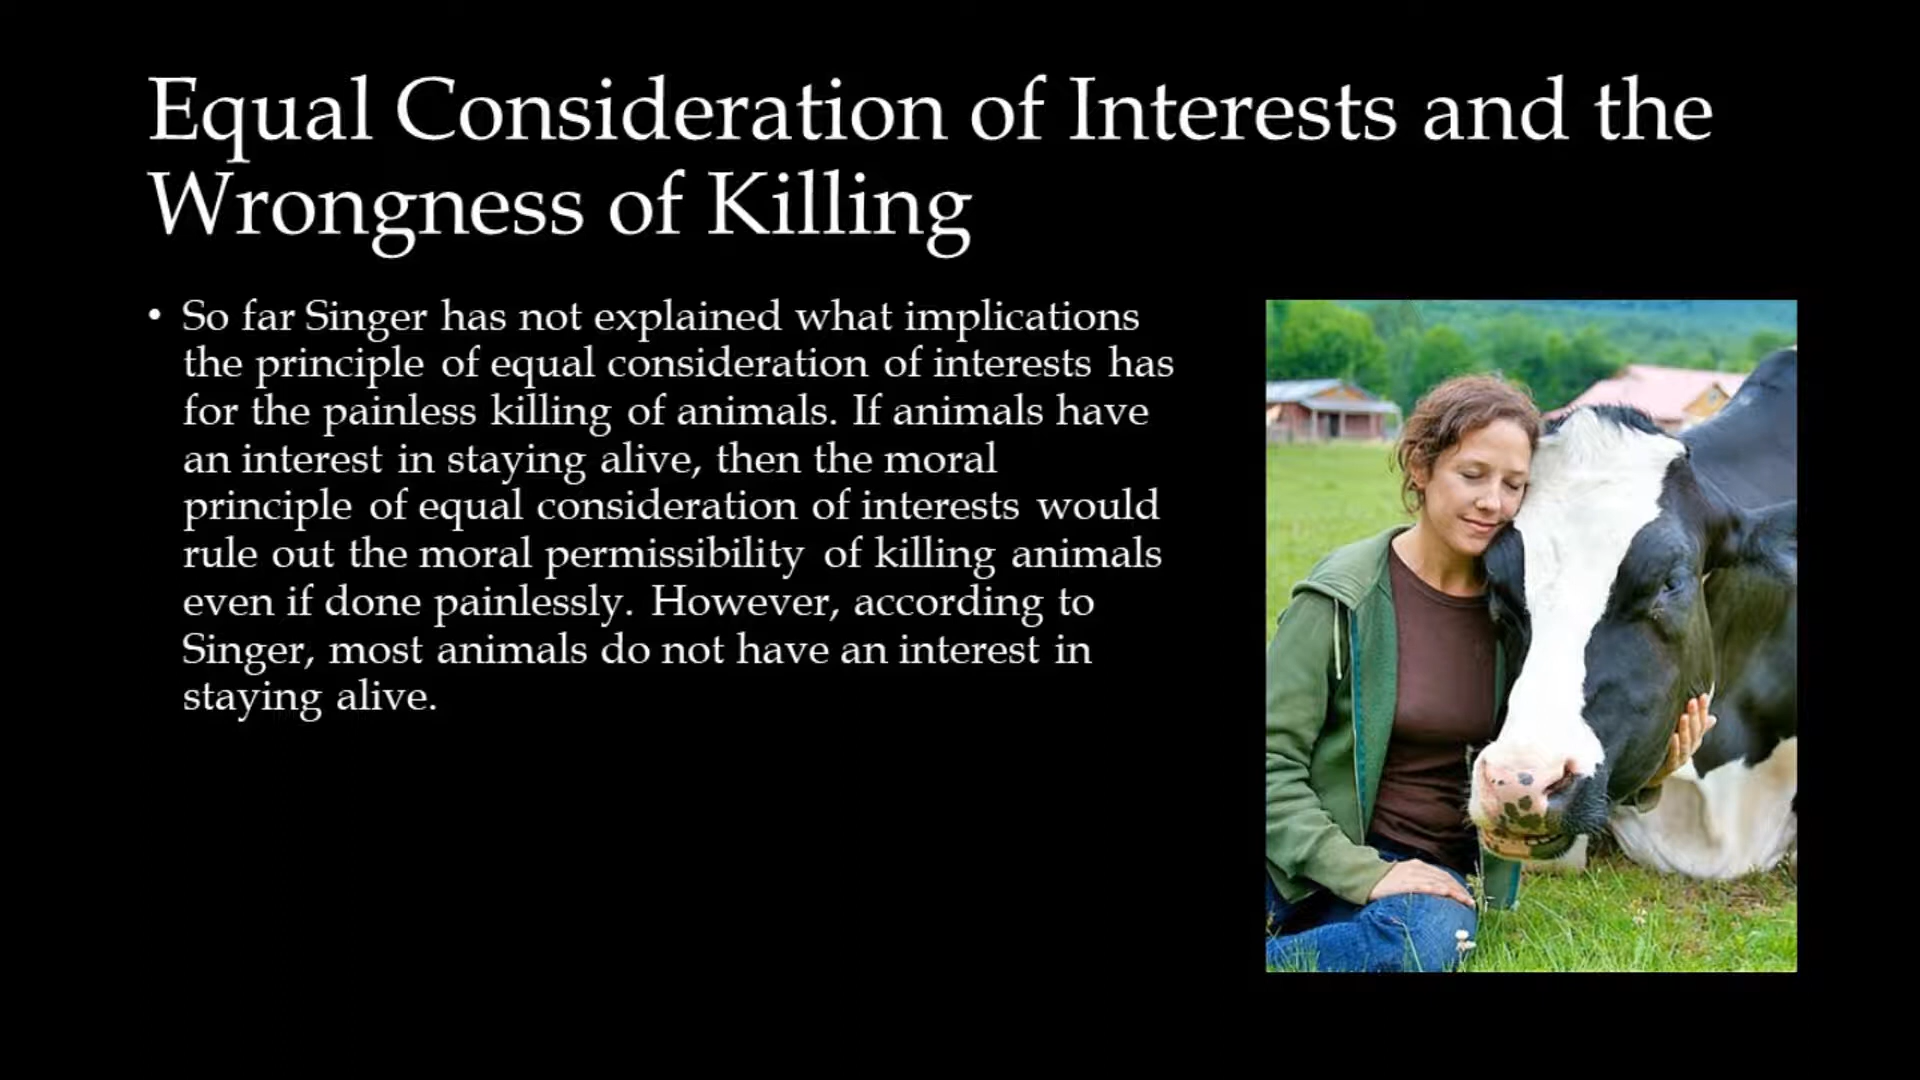 Equal Consideration of Interests and the
Wrongness of Killing
• So far Singer has not explained what implications
the principle of equal consideration of interests has
for the painless killing of animals. If animals have
an interest in staying alive, then the moral
principle of equal consideration of interests would
rule out the moral permissibility of killing animals
even if done painlessly. However, according to
Singer, most animals do not have an interest in
staying alive.